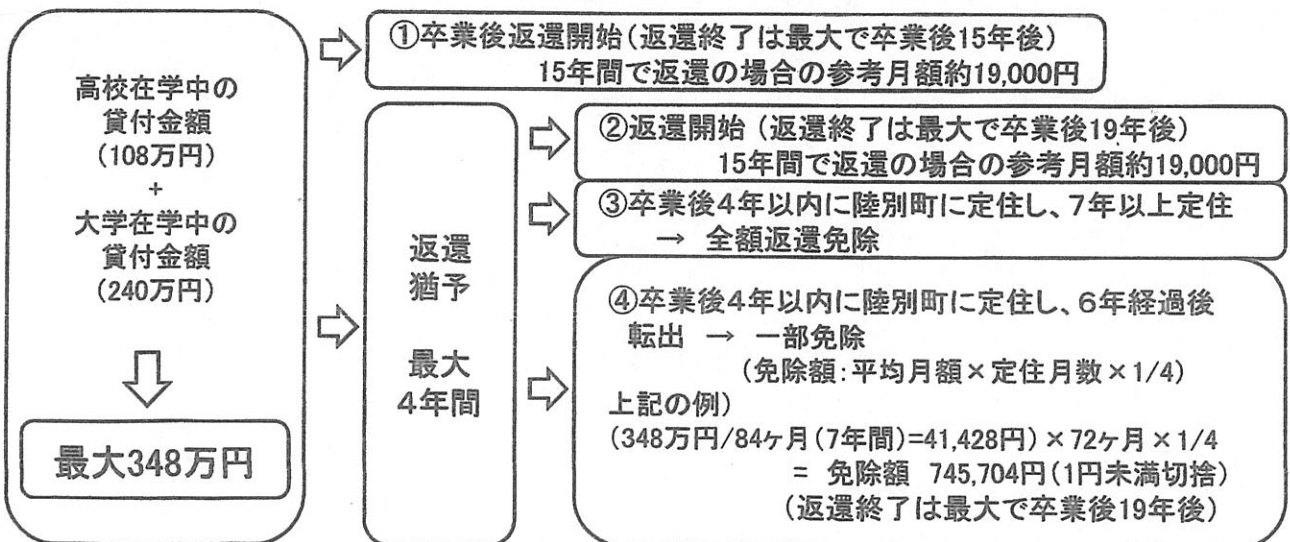 高校在学中の
貸付金額
(108万円)
+
大学在学中の
貸付金額
(240万円)
最大348万円
①卒業後返還開始(返還終了は最大で卒業後15年後)
15年間で返還の場合の参考月額約19,000円
返還
猶予
最大
4年間
②返還開始 (返還終了は最大で卒業後19年後)
15年間で返還の場合の参考月額約19,000円
③卒業後4年以内に陸別町に定住し、7年以上定住
→ 全額返還免除
④卒業後4年以内に陸別町に定住し、6年経過後
転出 → 一部免除
(免除額:平均月額×定住月数×1/4)
上記の例)
(348万円/84ヶ月(7年間)=41,428円)×72ヶ月×1/4
= 免除額 745,704円(1円未満切捨)
(返還終了は最大で卒業後19年後)